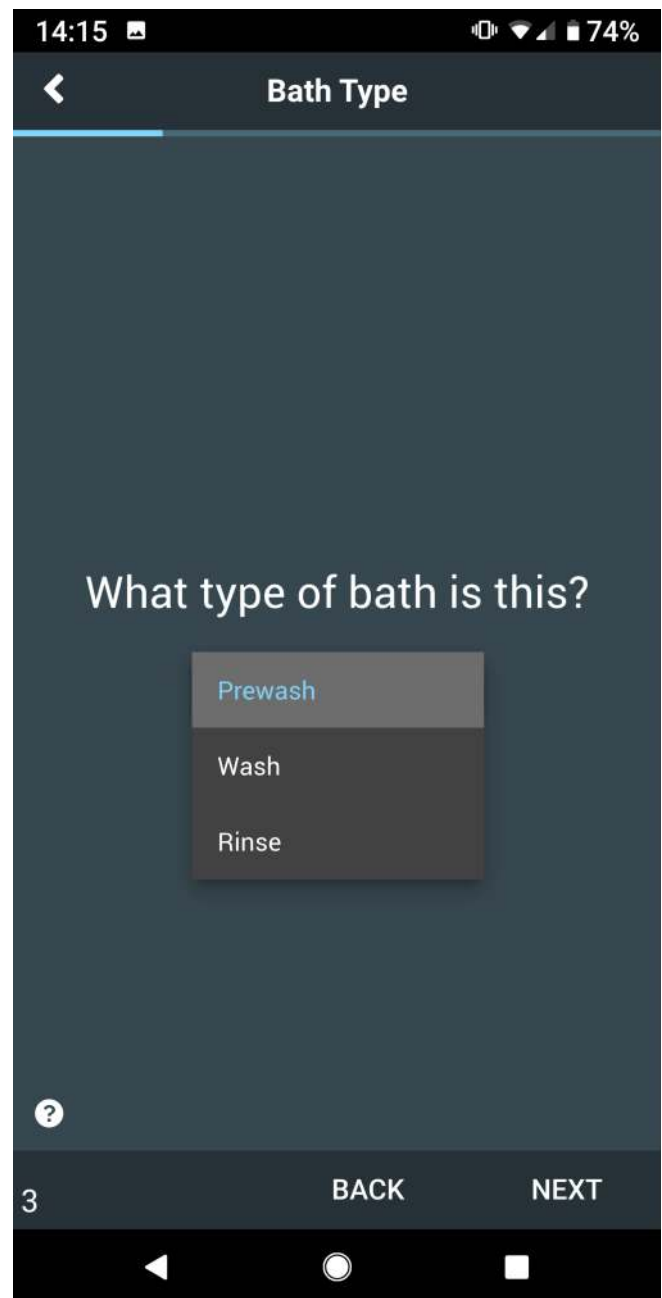 14:15
74%
Bath Type
What type of bath is this?
Prewash
Wash
Rinse
?
3
BACK
NEXT